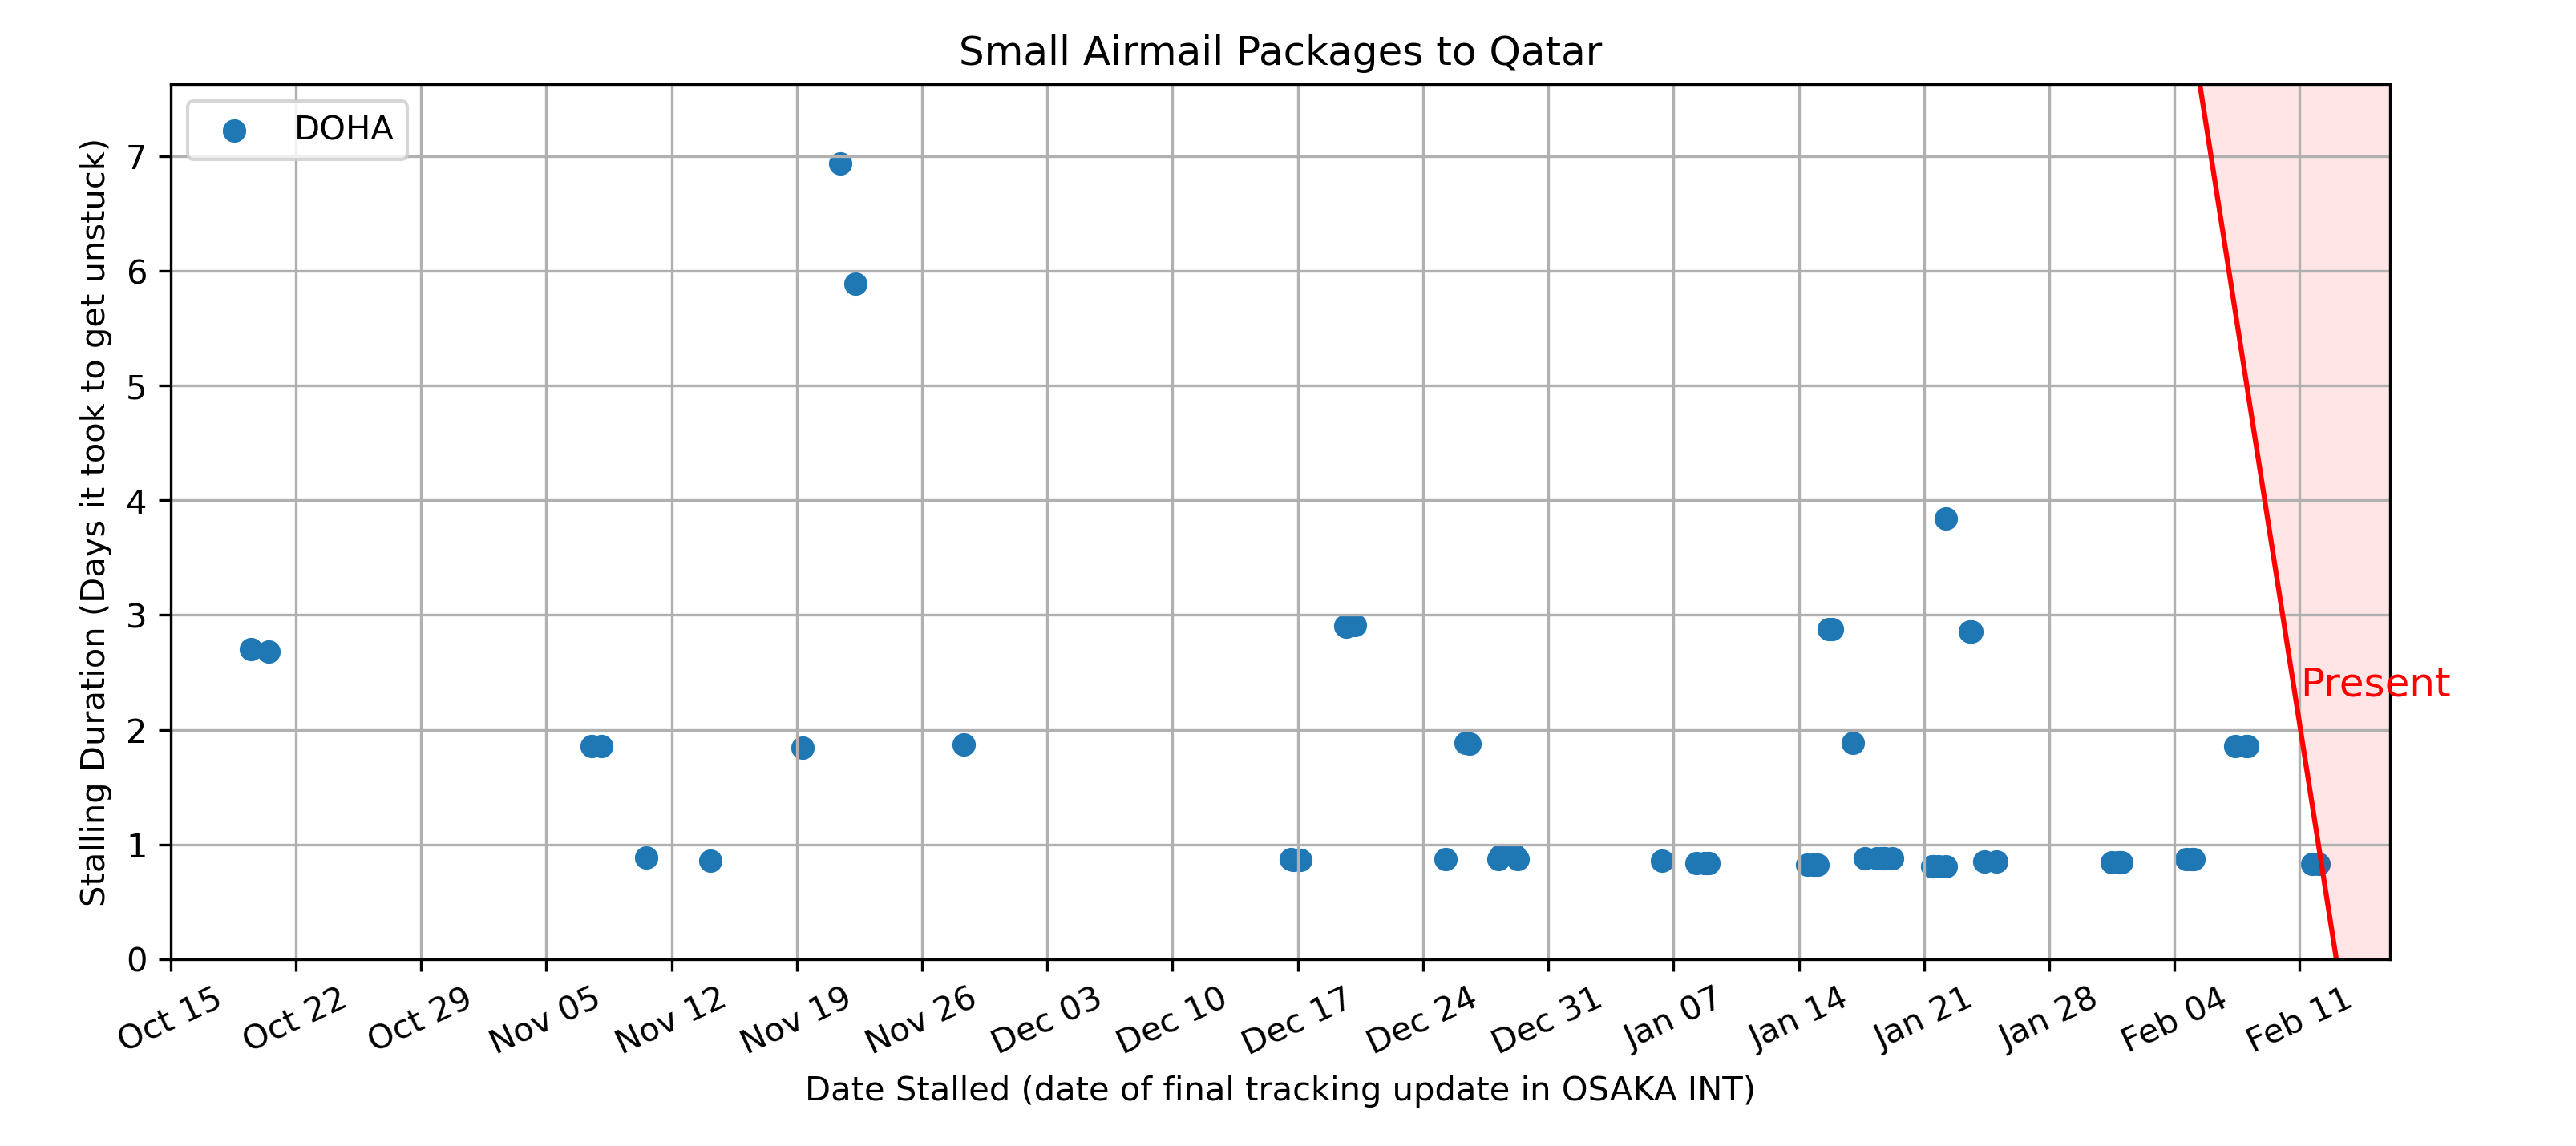 Small Airmail Packages to Qatar
DOHA
Stalling Duration (Days it took to get unstuck)
7
6
5
4
3
2
1
0
Present
Oct 15
Oct 22
Oct 29
Nov 05
Nov 12
Nov 19
Nov 26
Dec 03
Dec 10
Dec 17
Dec 24
Dec 31
Jan 07
Jan 14
Jan 21
Jan 28
Feb 04
Feb 11
Date Stalled (date of final tracking update in OSAKA INT)